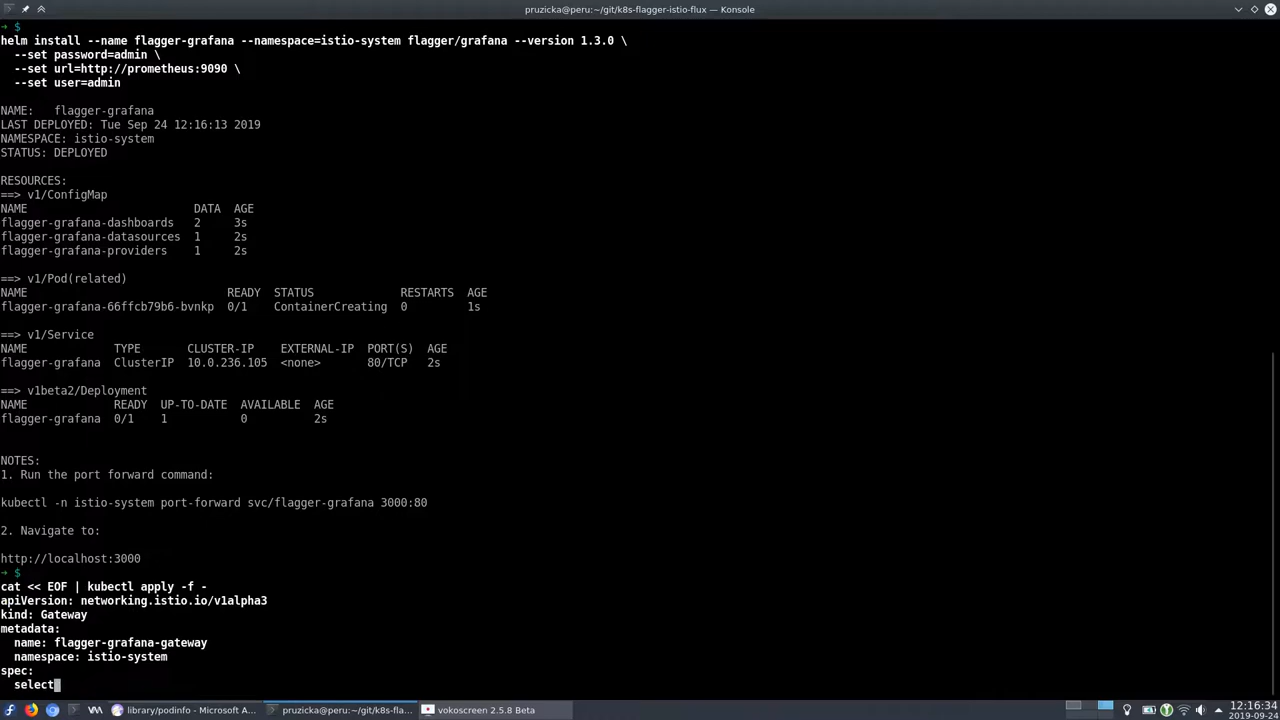 pruzicka@peru:~/git/k8s-flagger-istio-flux — Konsole
➜ $
helm install --name flagger-grafana --namespace=istio-system flagger/grafana --version 1.3.0 \
  --set password=admin \
  --set url=http://prometheus:9090 \
  --set user=admin
NAME:   flagger-grafana
LAST DEPLOYED: Tue Sep 24 12:16:13 2019
NAMESPACE: istio-system
STATUS: DEPLOYED
RESOURCES:
==> v1/ConfigMap
NAME                         DATA  AGE
flagger-grafana-dashboards   2     3s
flagger-grafana-datasources  1     2s
flagger-grafana-providers    1     2s
==> v1/Pod(related)
NAME                              READY  STATUS             RESTARTS  AGE
flagger-grafana-66ffcb79b6-bvnkp  0/1    ContainerCreating  0         1s
==> v1/Service
NAME             TYPE       CLUSTER-IP    EXTERNAL-IP  PORT(S)  AGE
flagger-grafana  ClusterIP  10.0.236.105  <none>       80/TCP   2s
==> v1beta2/Deployment
NAME             READY  UP-TO-DATE  AVAILABLE  AGE
flagger-grafana  0/1    1           0          2s
NOTES:
1. Run the port forward command:
kubectl -n istio-system port-forward svc/flagger-grafana 3000:80
2. Navigate to:
http://localhost:3000
➜ $
cat << EOF | kubectl apply -f -
apiVersion: networking.istio.io/v1alpha3
kind: Gateway
metadata:
  name: flagger-grafana-gateway
  namespace: istio-system
spec:
  select
library/podinfo - Microsoft A... pruzicka@peru:~/git/k8s-fla... vokoscreen 2.5.8 Beta 12:16:34
2019-09-24